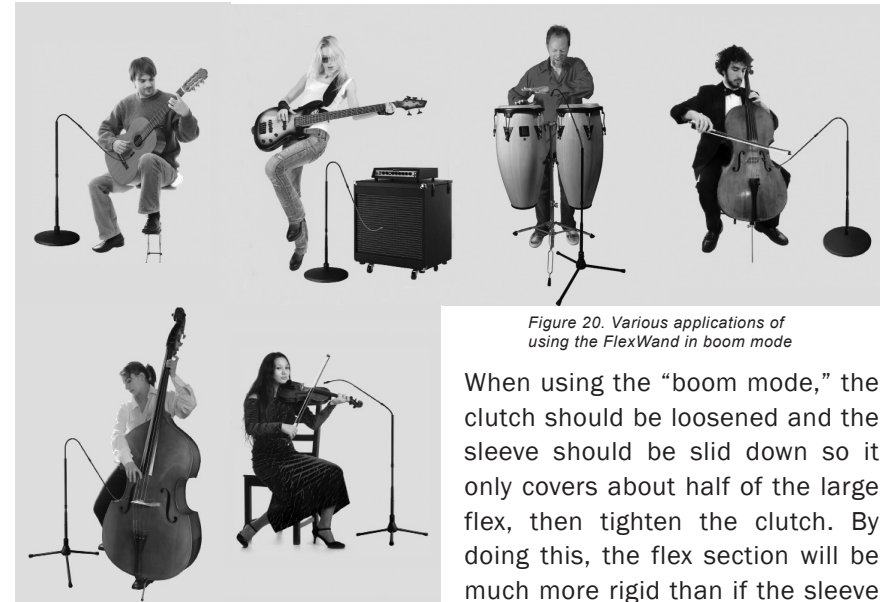 Figure 20. Various applications of
using the FlexWand in boom mode
When using the “boom mode,” the
clutch should be loosened and the
sleeve should be slid down so it
only covers about half of the large
flex, then tighten the clutch. By
doing this, the flex section will be
much more rigid than if the sleeve